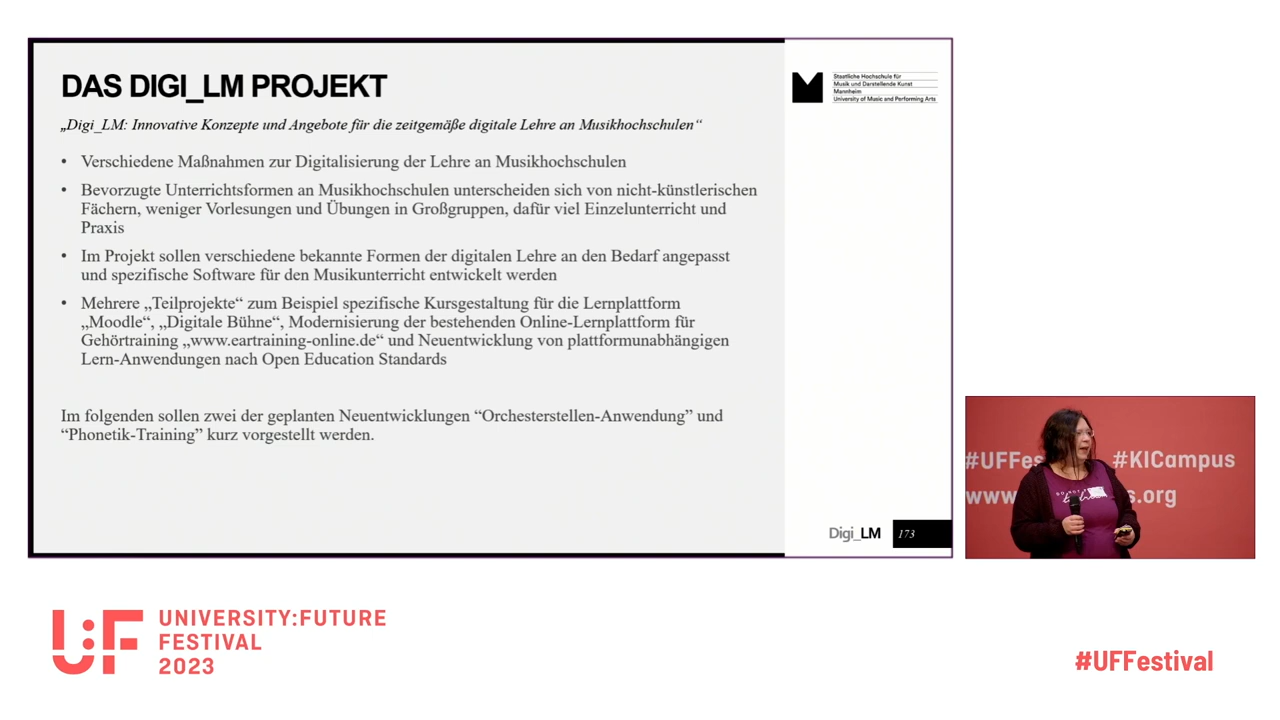 DAS DIGI_LM PROJEKT
„Digi_LM: Innovative Konzepte und Angebote für die zeitgemäße digitale Lehre an Musikhochschulen“
• Verschiedene Maßnahmen zur Digitalisierung der Lehre an Musikhochschulen
• Bevorzugte Unterrichtsformen an Musikhochschulen unterscheiden sich von nicht-künstlerischen
Fächern, weniger Vorlesungen und Übungen in Großgruppen, dafür viel Einzelunterricht und
Praxis
• Im Projekt sollen verschiedene bekannte Formen der digitalen Lehre an den Bedarf angepasst
und spezifische Software für den Musikunterricht entwickelt werden
• Mehrere „Teilprojekte“ zum Beispiel spezifische Kursgestaltung für die Lernplattform
„Moodle“, „Digitale Bühne“, Modernisierung der bestehenden Online-Lernplattform für
Gehörtraining „www.eartraining-online.de“ und Neuentwicklung von plattformunabhängigen
Lern-Anwendungen nach Open Education Standards
Im folgenden sollen zwei der geplanten Neuentwicklungen “Orchesterstellen-Anwendung” und
“Phonetik-Training” kurz vorgestellt werden.
Staatliche Hochschule für
Musik und Darstellende Kunst
Mannheim
University of Music and Performing Arts
Digi_LM 173
#UFFes #KICampus
www s.org
U:F
UNIVERSITY:FUTURE
FESTIVAL
2023
#UFFestival